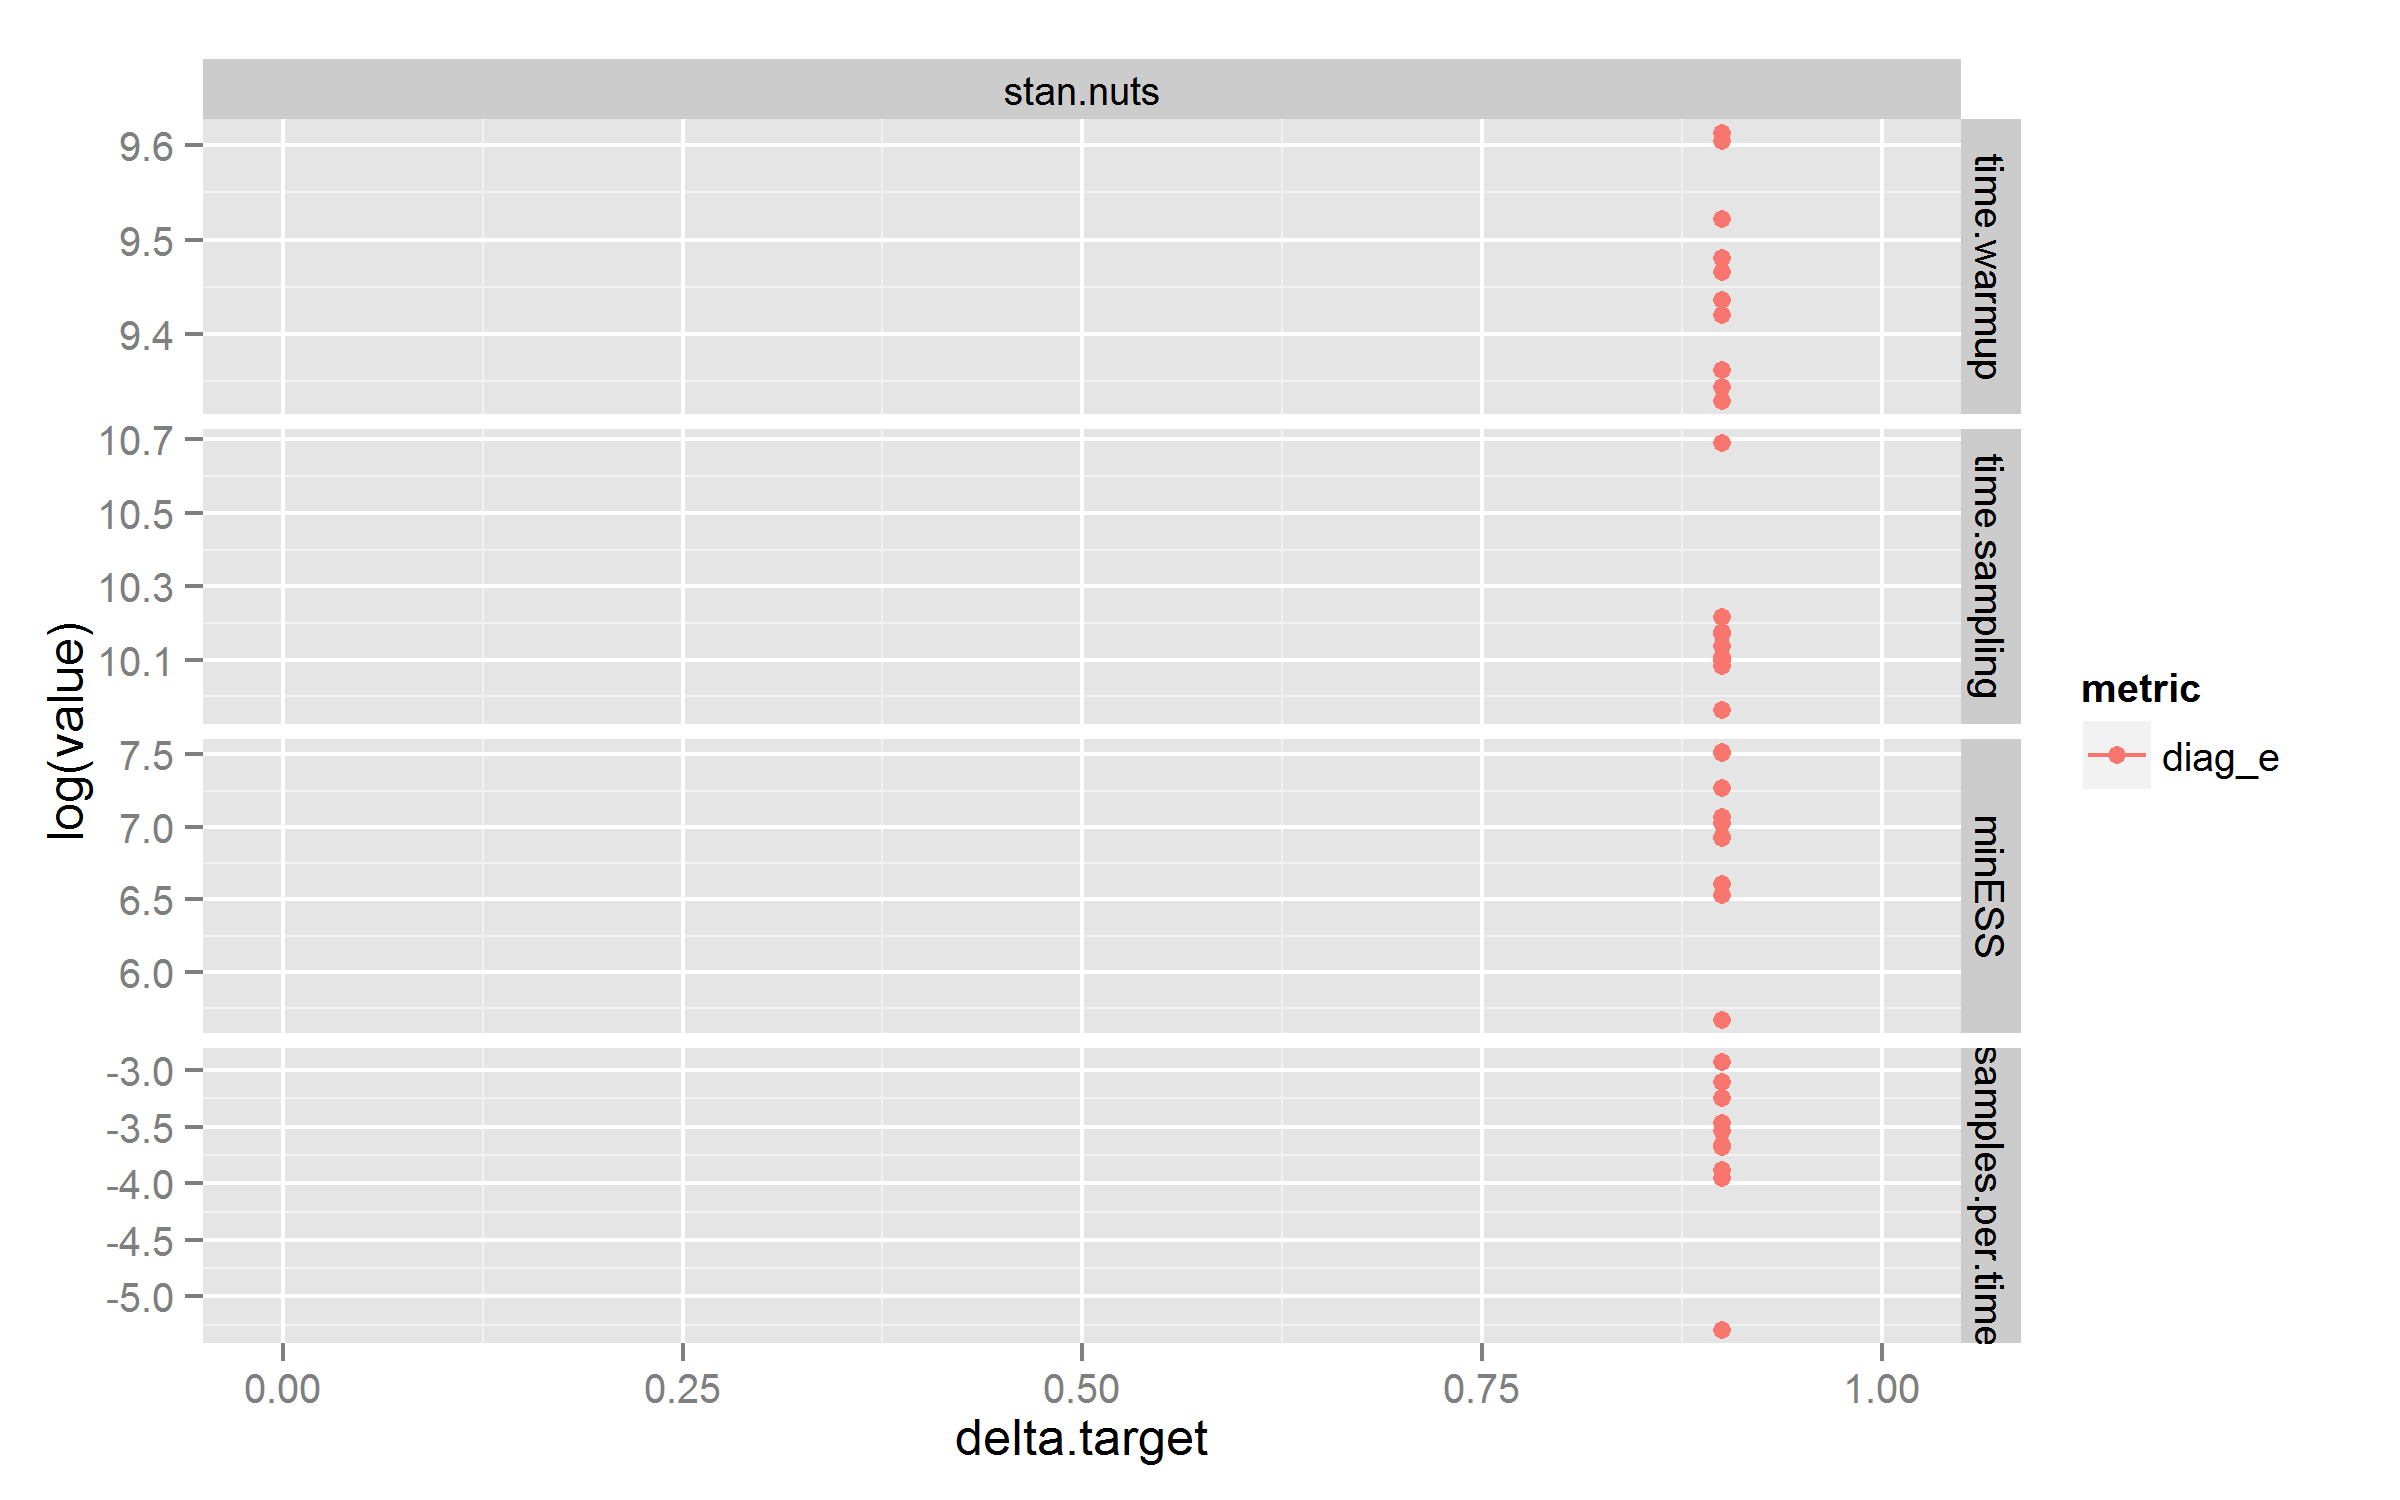 stan.nuts
9.6
9.5
9.4
time.warmup
10.7
10.5
10.3
10.1
time.sampling
7.5
7.0
6.5
6.0
minESS
-3.0
-3.5
-4.0
-4.5
-5.0
samples.per.time
0.00 0.25 0.50 0.75 1.00
delta.target
log(value)
metric
diag_e